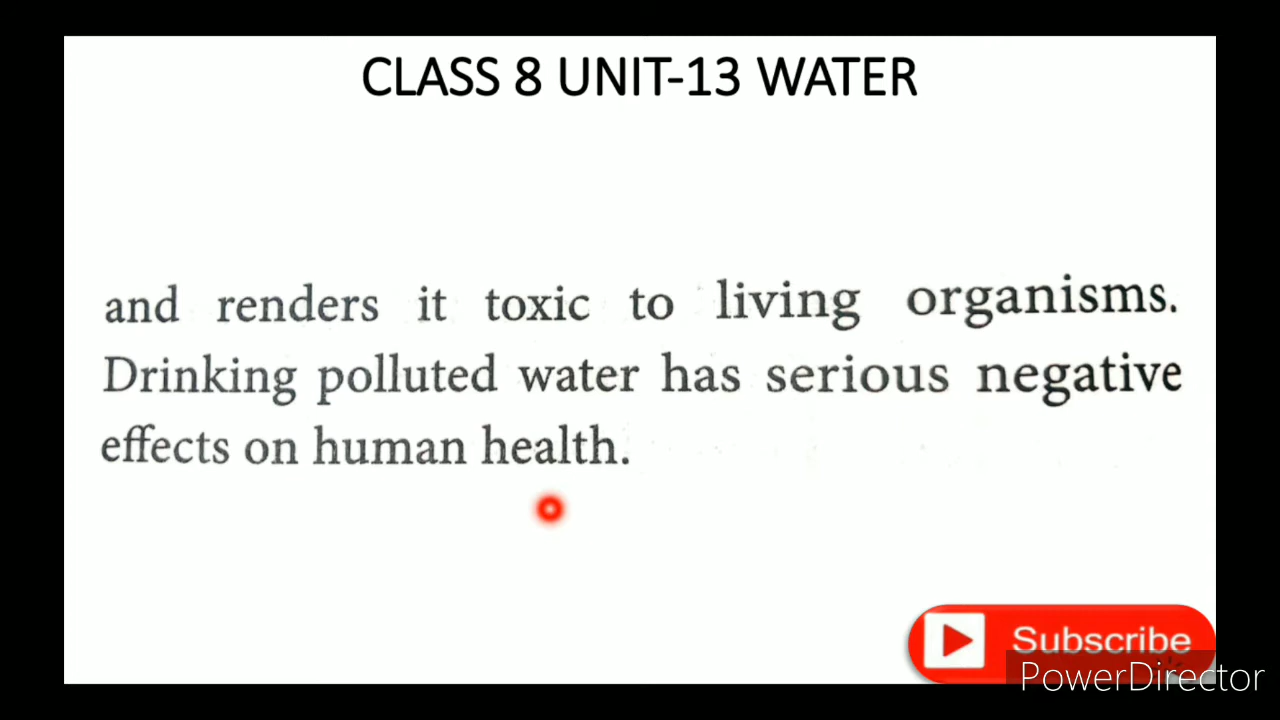 CLASS 8 UNIT-13 WATER
and renders it toxic to living organisms.
Drinking polluted water has serious negative
effects on human health.
Subscribe
PowerDirector